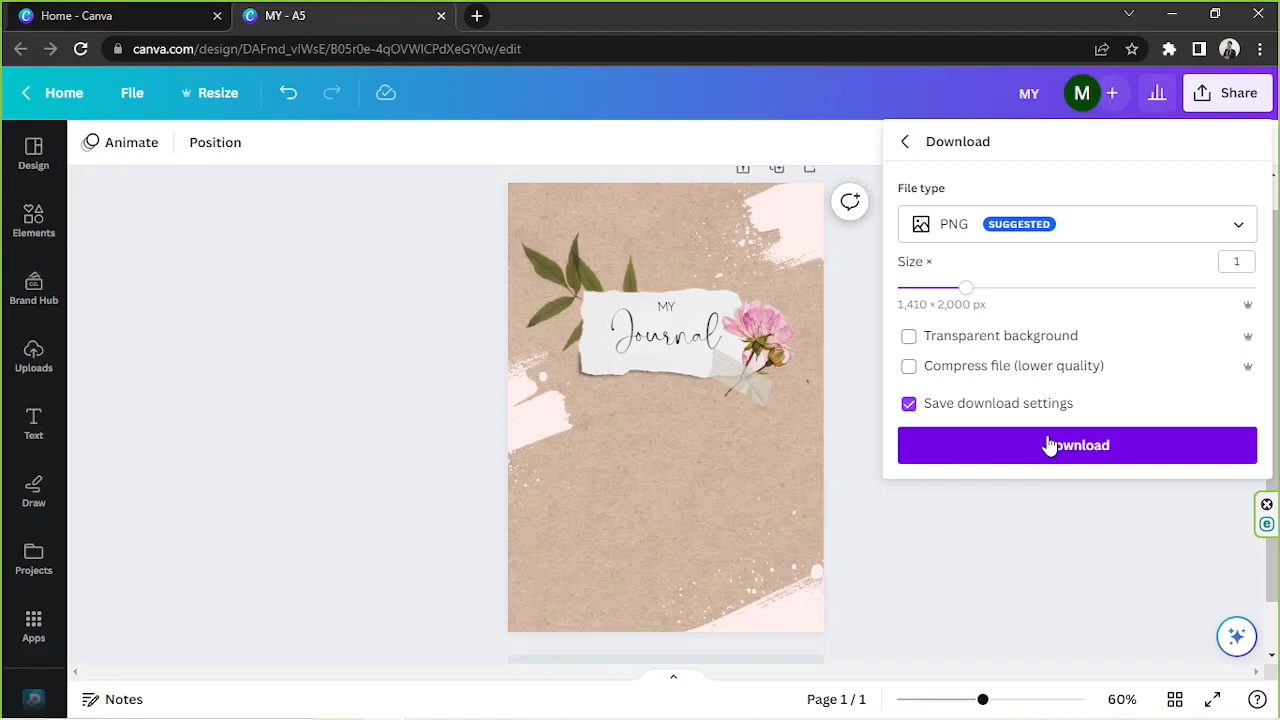 Home - Canva
MY - A5
canva.com/design/DAFmd_vIWsE/B05r0e-4qOVWICPdXeGY0w/edit
Home
File
Resize
MY
M
Share
Design
Elements
CO.
Brand Hub
Uploads
Text
Draw
Projects
Apps
Animate
Position
MY
Journal
Download
File type
PNG SUGGESTED
Size ×
1
1,410 × 2,000 px
Transparent background
Compress file (lower quality)
Save download settings
ownload
Notes
Page 1 / 1
60%